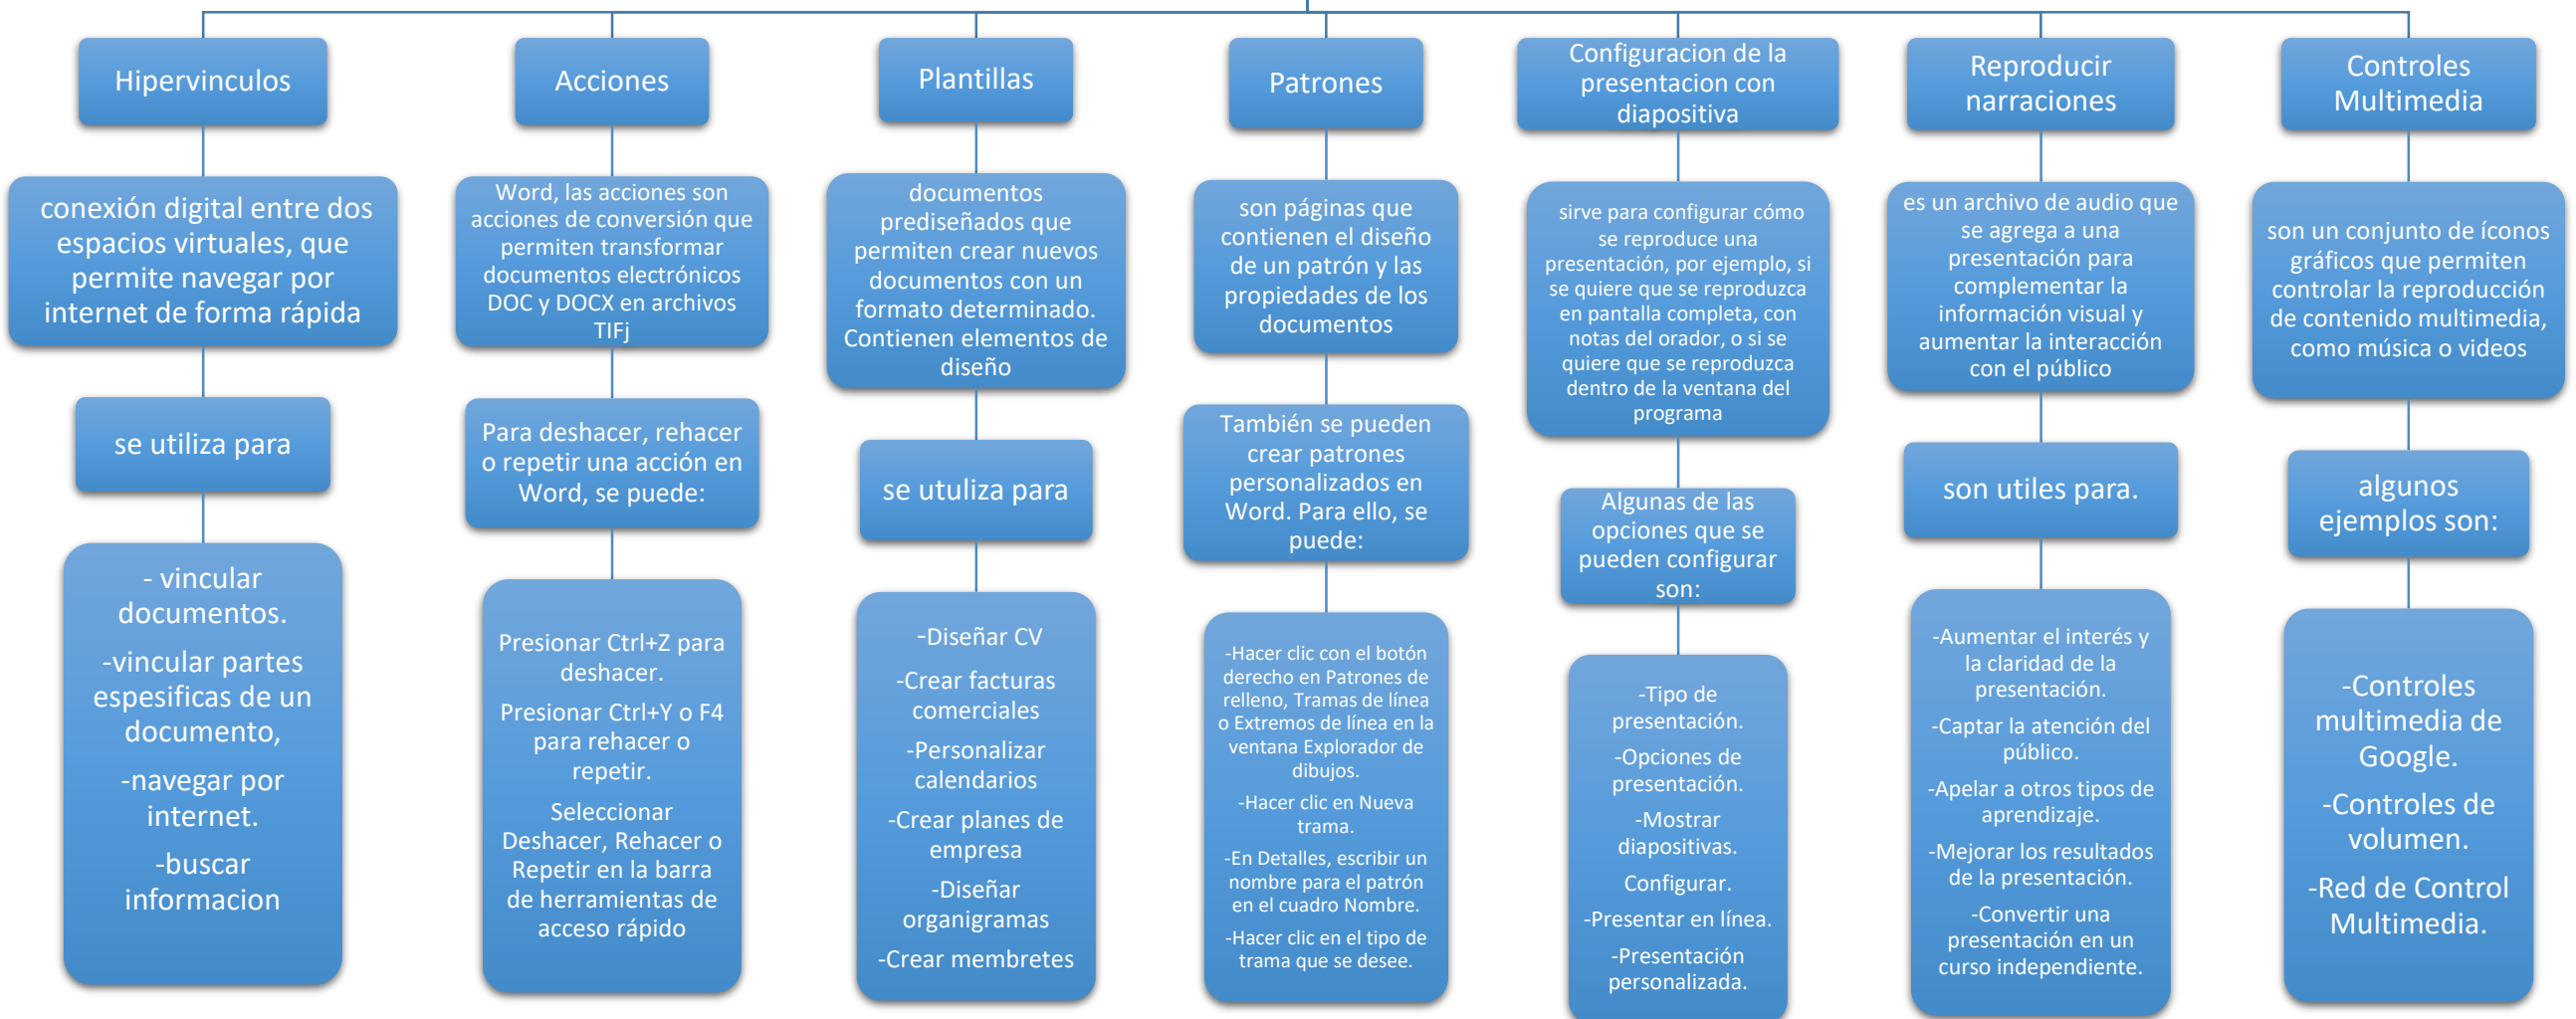 Hipervinculos
conexión digital entre dos
espacios virtuales, que
permite navegar por
internet de forma rápida
se utiliza para
- vincular
documentos.
-vincular partes
espesificas de un
documento,
-navegar por
internet.
-buscar
informacion
Acciones
Word, las acciones son
acciones de conversión que
permiten transformar
documentos electrónicos
DOC y DOCX en archivos
TIFj
Para deshacer, rehacer
o repetir una acción en
Word, se puede:
Presionar Ctrl+Z para
deshacer.
Presionar Ctrl+Y o F4
para rehacer o
repetir.
Seleccionar
Deshacer, Rehacer o
Repetir en la barra
de herramientas de
acceso rápido
Plantillas
documentos
prediseñados que
permiten crear nuevos
documentos con un
formato determinado.
Contienen elementos de
diseño
se utuliza para
-Diseñar CV
-Crear facturas
comerciales
-Personalizar
calendarios
-Crear planes de
empresa
-Diseñar
organigramas
-Crear membretes
Patrones
son páginas que
contienen el diseño
de un patrón y las
propiedades de los
documentos
También se pueden
crear patrones
personalizados en
Word. Para ello, se
puede:
-Hacer clic con el botón
derecho en Patrones de
relleno, Tramas de línea
o Extremos de línea en la
ventana Explorador de
dibujos.
-Hacer clic en Nueva
trama.
-En Detalles, escribir un
nombre para el patrón
en el cuadro Nombre.
-Hacer clic en el tipo de
trama que se desee.
Configuracion de la
presentacion con
diapositiva
sirve para configurar cómo
se reproduce una
presentación, por ejemplo, si
se quiere que se reproduzca
en pantalla completa, con
notas del orador, o si se
quiere que se reproduzca
dentro de la ventana del
programa
Algunas de las
opciones que se
pueden configurar
son:
-Tipo de
presentación.
-Opciones de
presentación.
-Mostrar
diapositivas.
Configurar.
-Presentar en línea.
-Presentación
personalizada.
Reproducir
narraciones
es un archivo de audio que
se agrega a una
presentación para
complementar la
información visual y
aumentar la interacción
con el público
son utiles para.
-Aumentar el interés y
la claridad de la
presentación.
-Captar la atención del
público.
-Apelar a otros tipos de
aprendizaje.
-Mejorar los resultados
de la presentación.
-Convertir una
presentación en un
curso independiente.
Controles
Multimedia
son un conjunto de íconos
gráficos que permiten
controlar la reproducción
de contenido multimedia,
como música o videos
algunos
ejemplos son:
-Controles
multimedia de
Google.
-Controles de
volumen.
-Red de Control
Multimedia.